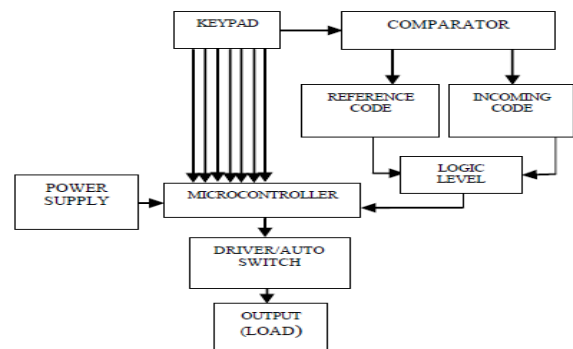 KEYPAD
COMPARATOR
REFERENCE
CODE
INCOMING
CODE
LOGIC
LEVEL
POWER
SUPPLY
MICROCONTROLLER
DRIVER/AUTO
SWITCH
OUTPUT
(LOAD)